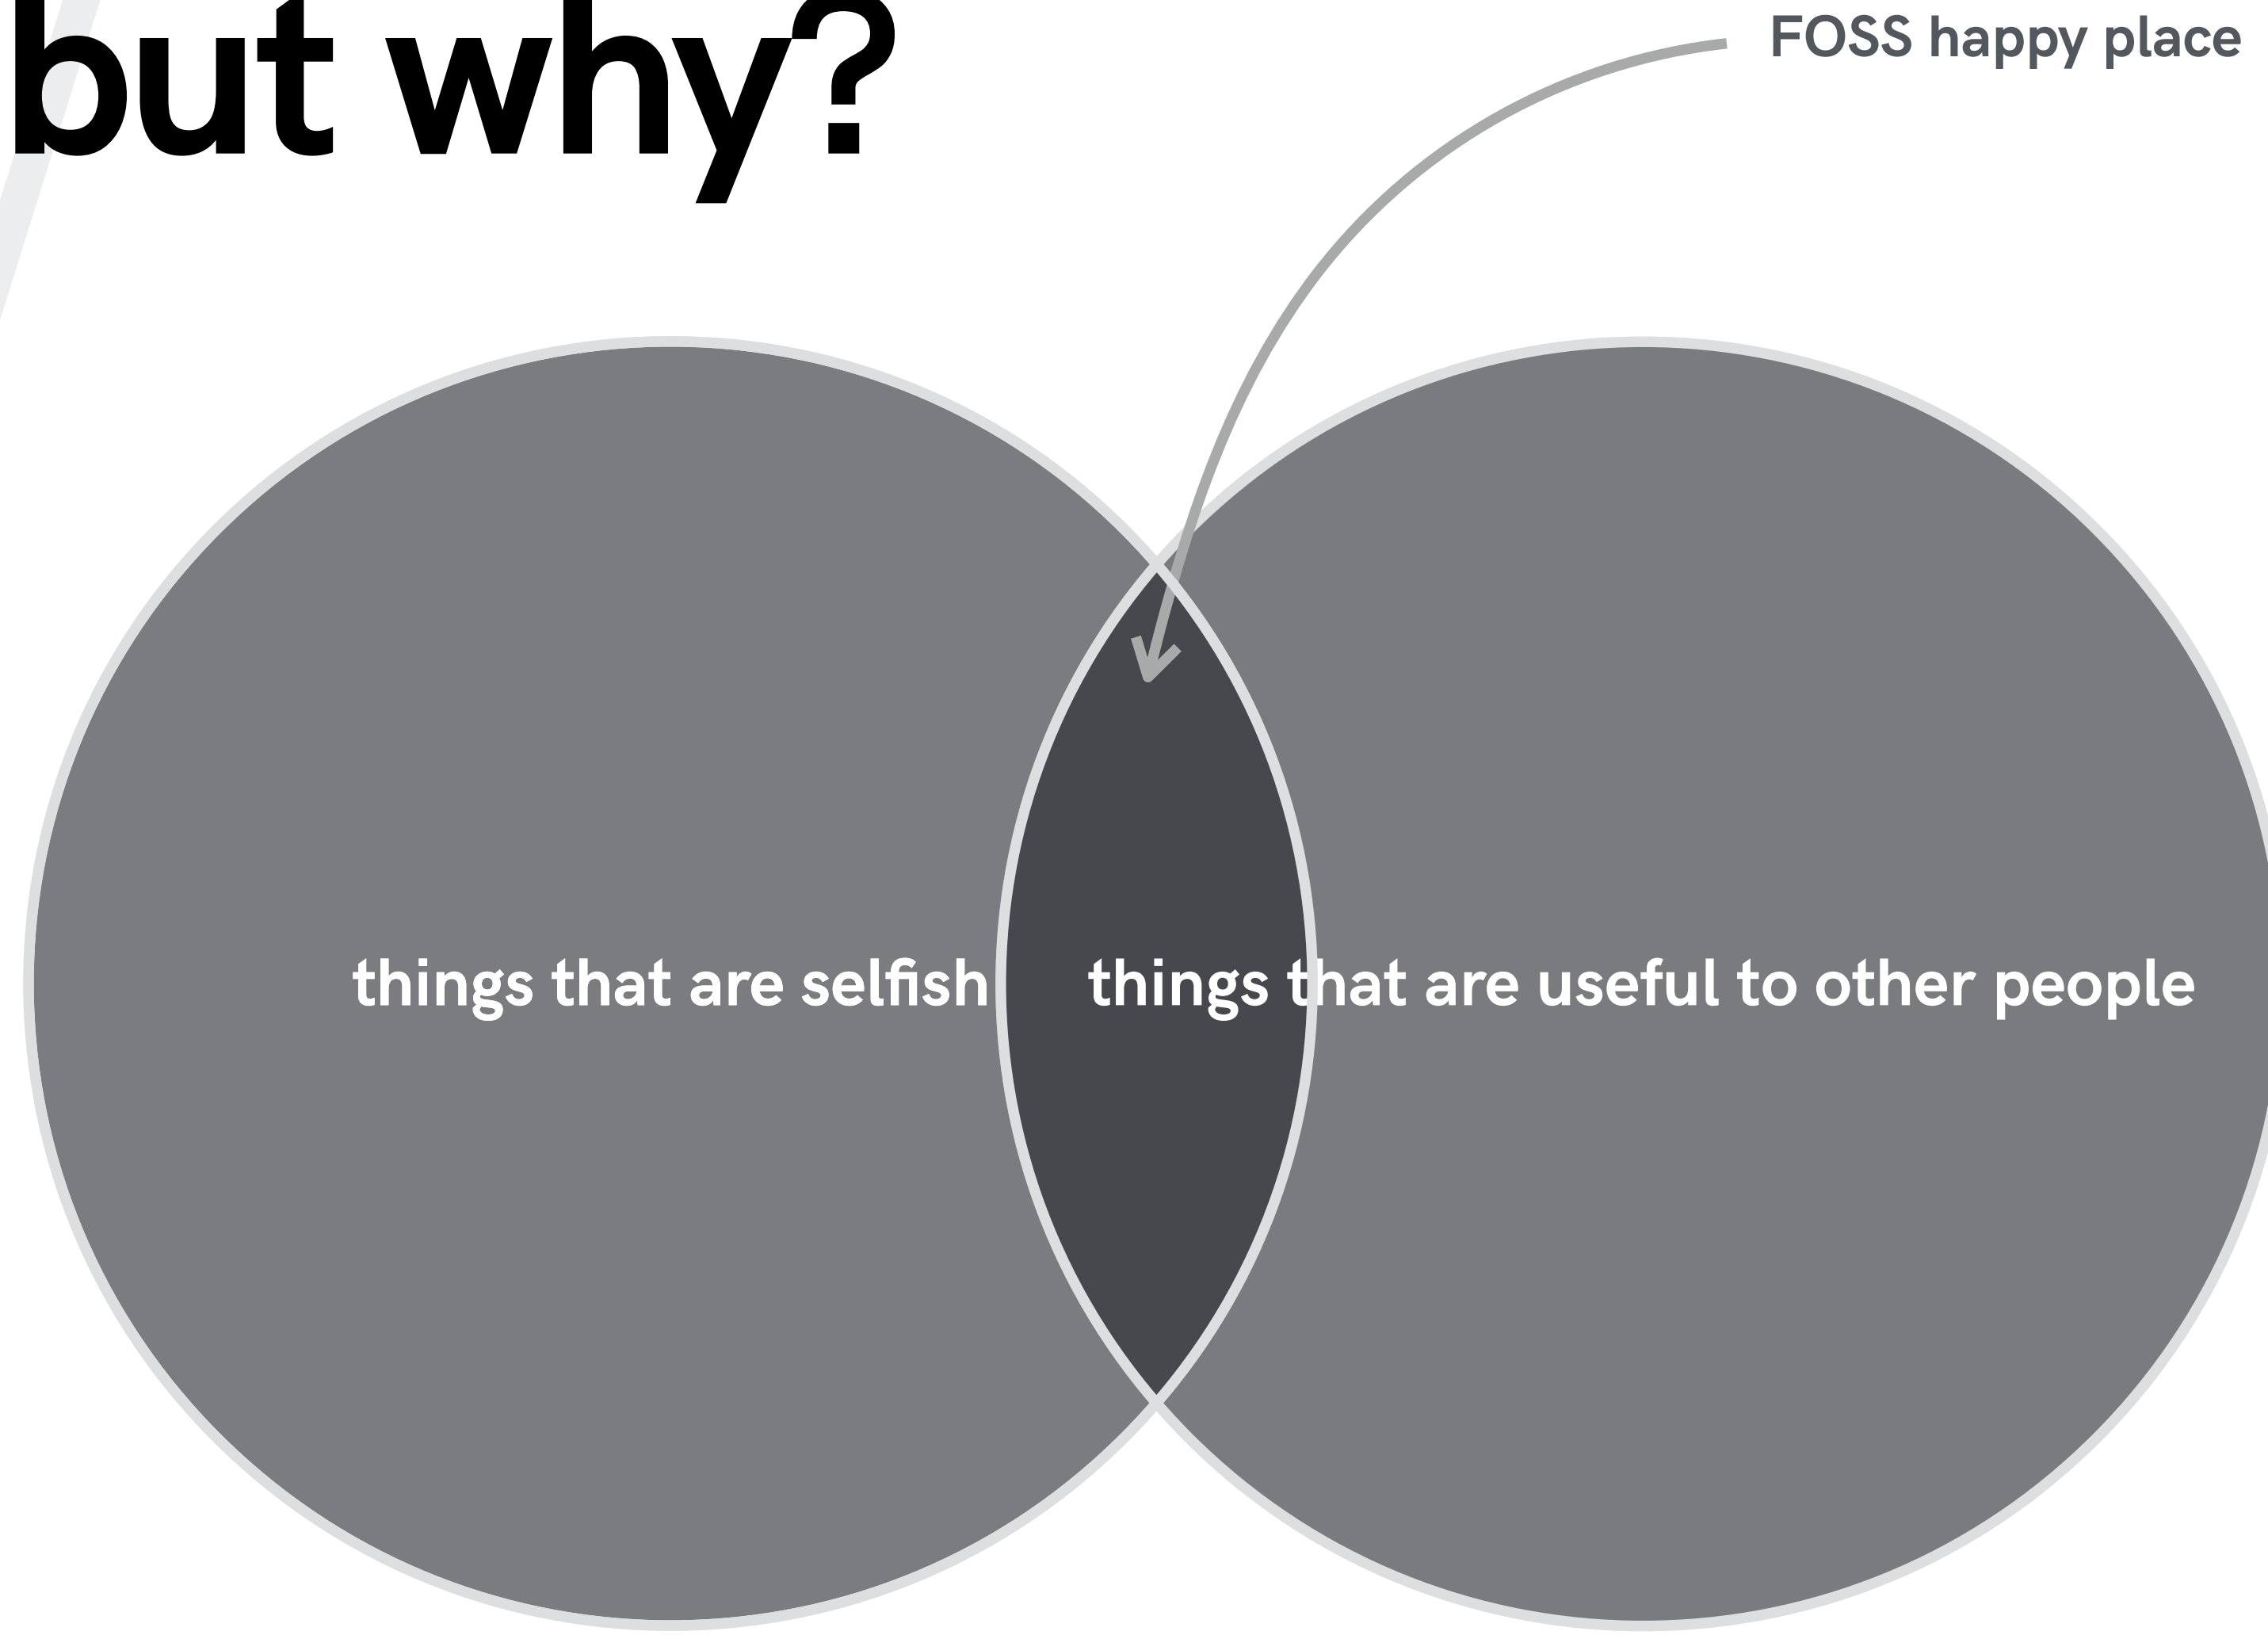 but why?
FOSS happy place
things that are selfish
things that are useful to other people